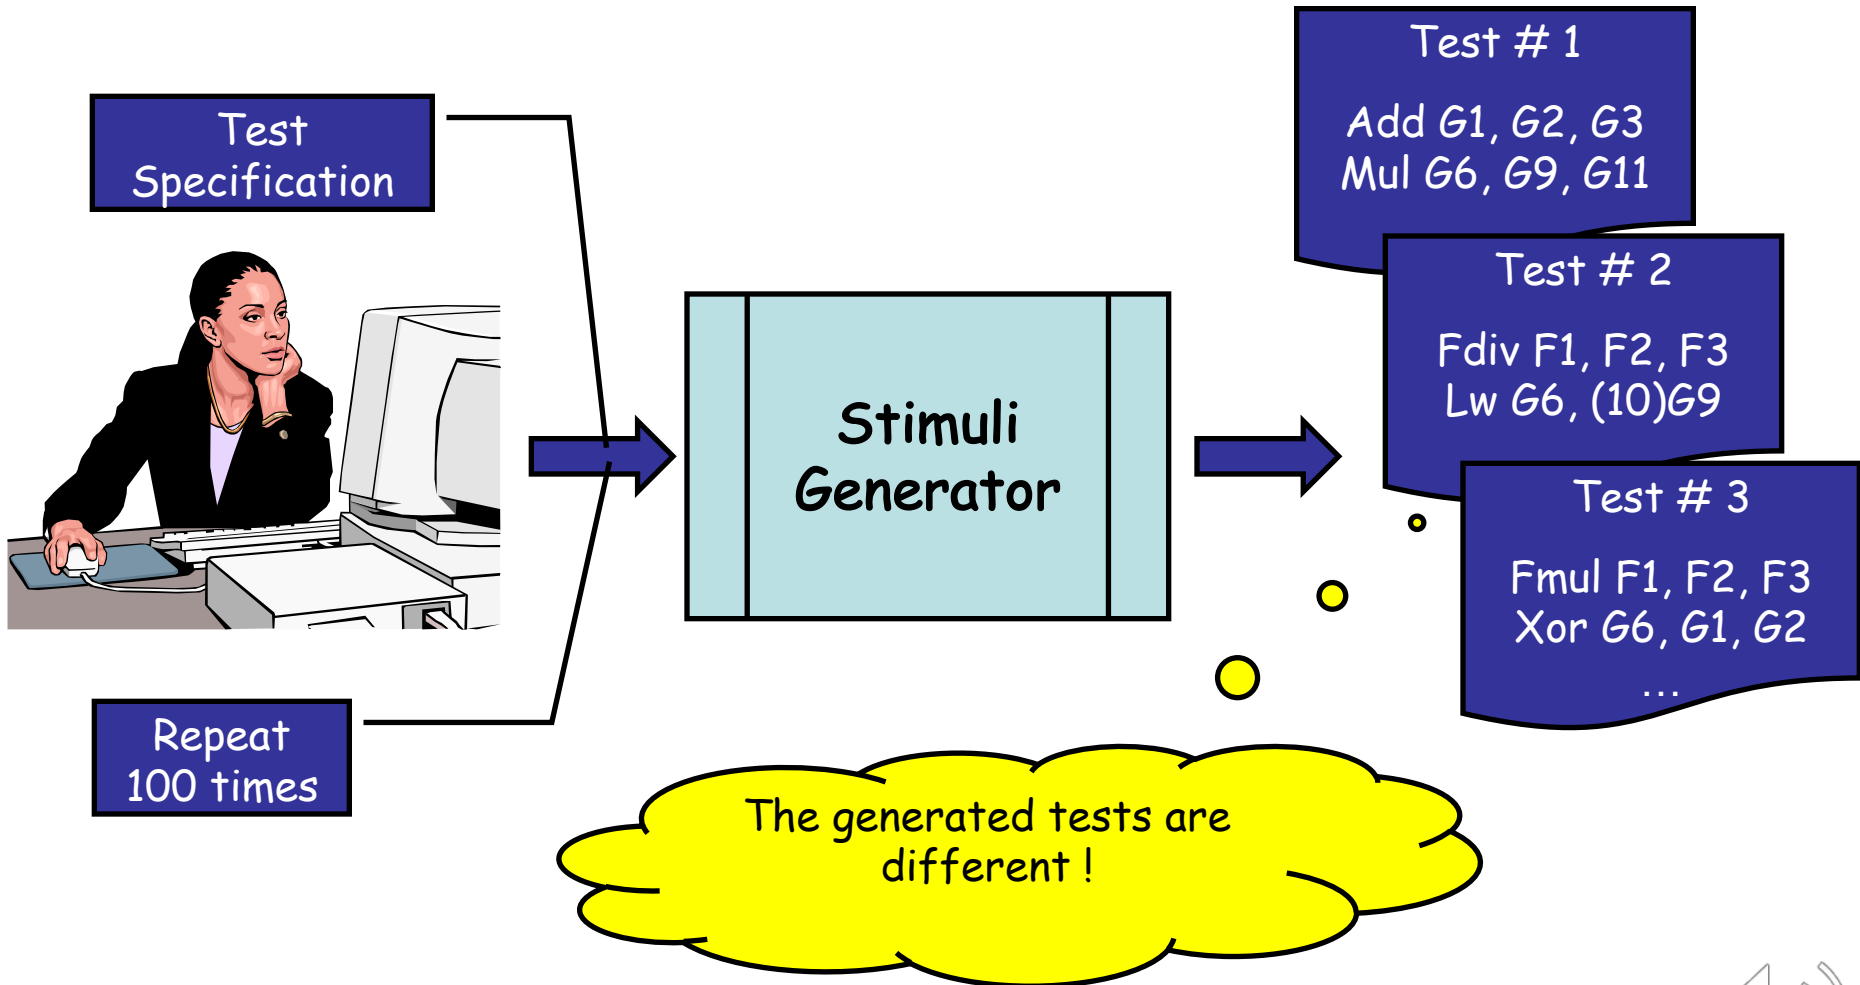 Test
Specification
Repeat
100 times
Stimuli
Generator
Test # 1
Add G1, G2, G3
Mul G6, G9, G11
Test # 2
Fdiv F1, F2, F3
Lw G6, (10)G9
Test # 3
Fmul F1, F2, F3
Xor G6, G1, G2
...
The generated tests are
different !